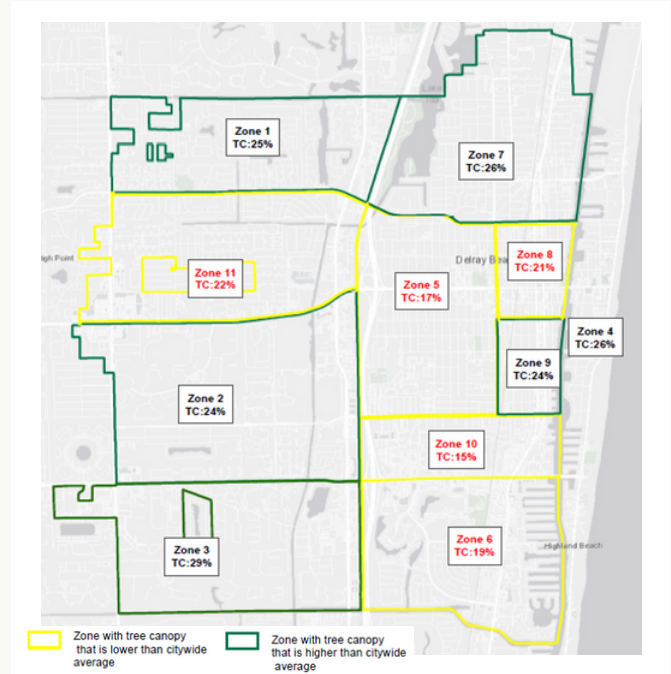 Zone 1
TC:25%
Zone 7
TC:26%
Zone 11
TC:22%
Zone 5
TC:17%
Delray Bea
Zone 8
TC:21%
Zone 4
TC:26%
Zone 9
TC:24%
Zone 2
TC:24%
Zone 10
TC:15%
Zone 3
TC:29%
Zone 6
TC:19%
Highland Beach
igh Point
Zone with tree canopy
that is lower than citywide
average
Zone with tree canopy
that is higher than citywide
average